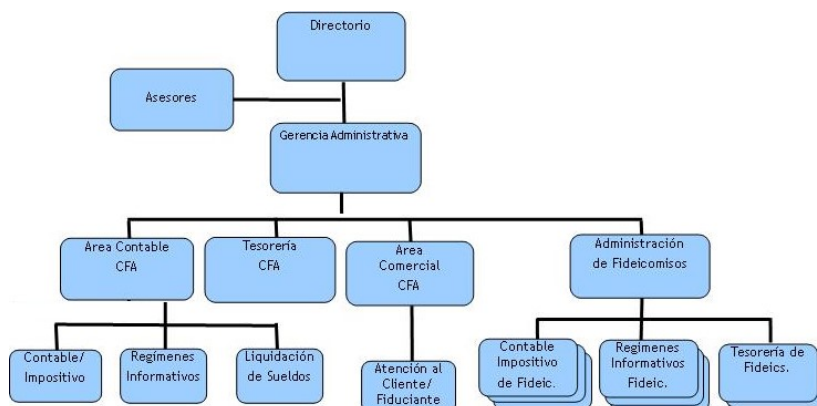 Directorio
Asesores
Gerencia Administrativa
Area Contable
CFA
Tesorería
CFA
Area
Comercial
CFA
Administración
de Fideicomisos
Contable/
Impositivo
Regímenes
Informativos
Liquidación
de Sueldos
Atención al
Cliente/
Fiduciante
Contable
Impositivo
de Fideic.
Regímenes
Informativos
Fideic.
Tesorería de
Fideics.